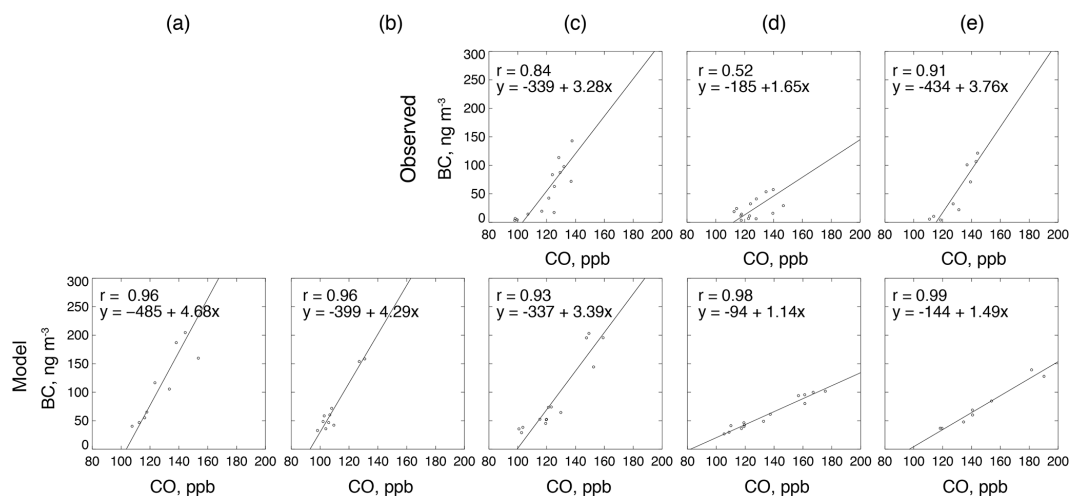 (a) (b) (c) (d) (e)
Observed
BC, ng m-3
300
250
200
150
100
50
0
r = 0.84
y = -339 + 3.28x
r = 0.52
y = -185 +1.65x
r = 0.91
y = -434 + 3.76x
80 100 120 140 160 180 200
80 100 120 140 160 180 200
80 100 120 140 160 180 200
CO, ppb CO, ppb CO, ppb
Model
BC, ng m-3
300
250
200
150
100
50
0
r = 0.96
y = −485 + 4.68x
r = 0.96
y = -399 + 4.29x
r = 0.93
y = -337 + 3.39x
r = 0.98
y = -94 + 1.14x
r = 0.99
y = -144 + 1.49x
80 100 120 140 160 180 200
80 100 120 140 160 180 200
80 100 120 140 160 180 200
80 100 120 140 160 180 200
80 100 120 140 160 180 200
CO, ppb CO, ppb CO, ppb CO, ppb CO, ppb